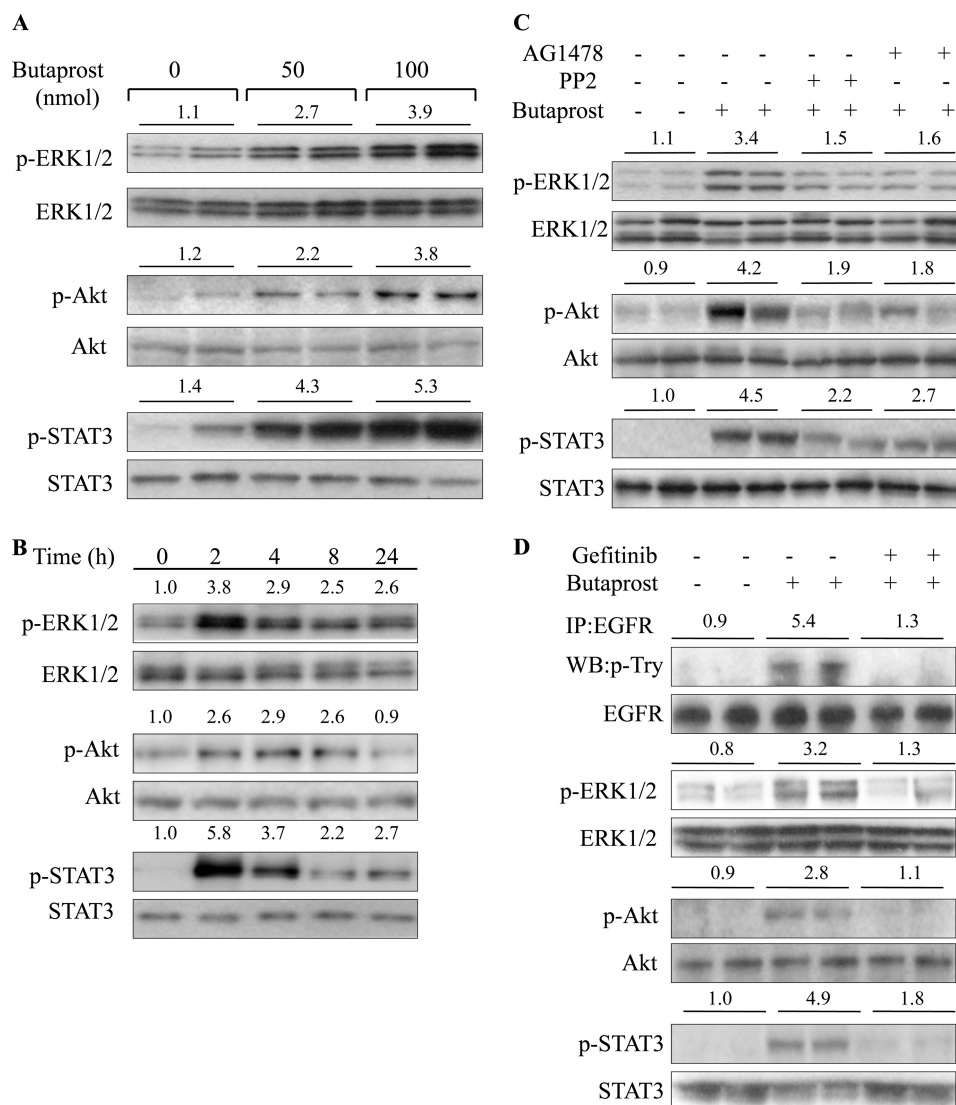 A
Butaprost 0 50 100
(nmol)
1.1 2.7 3.9
p-ERK1/2
ERK1/2
1.2 2.2 3.8
p-Akt
Akt
1.4 4.3 5.3
p-STAT3
STAT3
B
Time (h) 0 2 4 8 24
1.0 3.8 2.9 2.5 2.6
p-ERK1/2
ERK1/2
1.0 2.6 2.9 2.6 0.9
p-Akt
Akt
1.0 5.8 3.7 2.2 2.7
p-STAT3
STAT3
C
AG1478 - - - - - - + +
PP2 - - - - + + - -
Butaprost - - + + + + + +
1.1 3.4 1.5 1.6
p-ERK1/2
ERK1/2
0.9 4.2 1.9 1.8
p-Akt
Akt
1.0 4.5 2.2 2.7
p-STAT3
STAT3
D
Gefitinib - - - - + +
Butaprost - - + + + +
IP:EGFR 0.9 5.4 1.3
WB:p-Try
EGFR
0.8 3.2 1.3
p-ERK1/2
ERK1/2
0.9 2.8 1.1
p-Akt
Akt
1.0 4.9 1.8
p-STAT3
STAT3